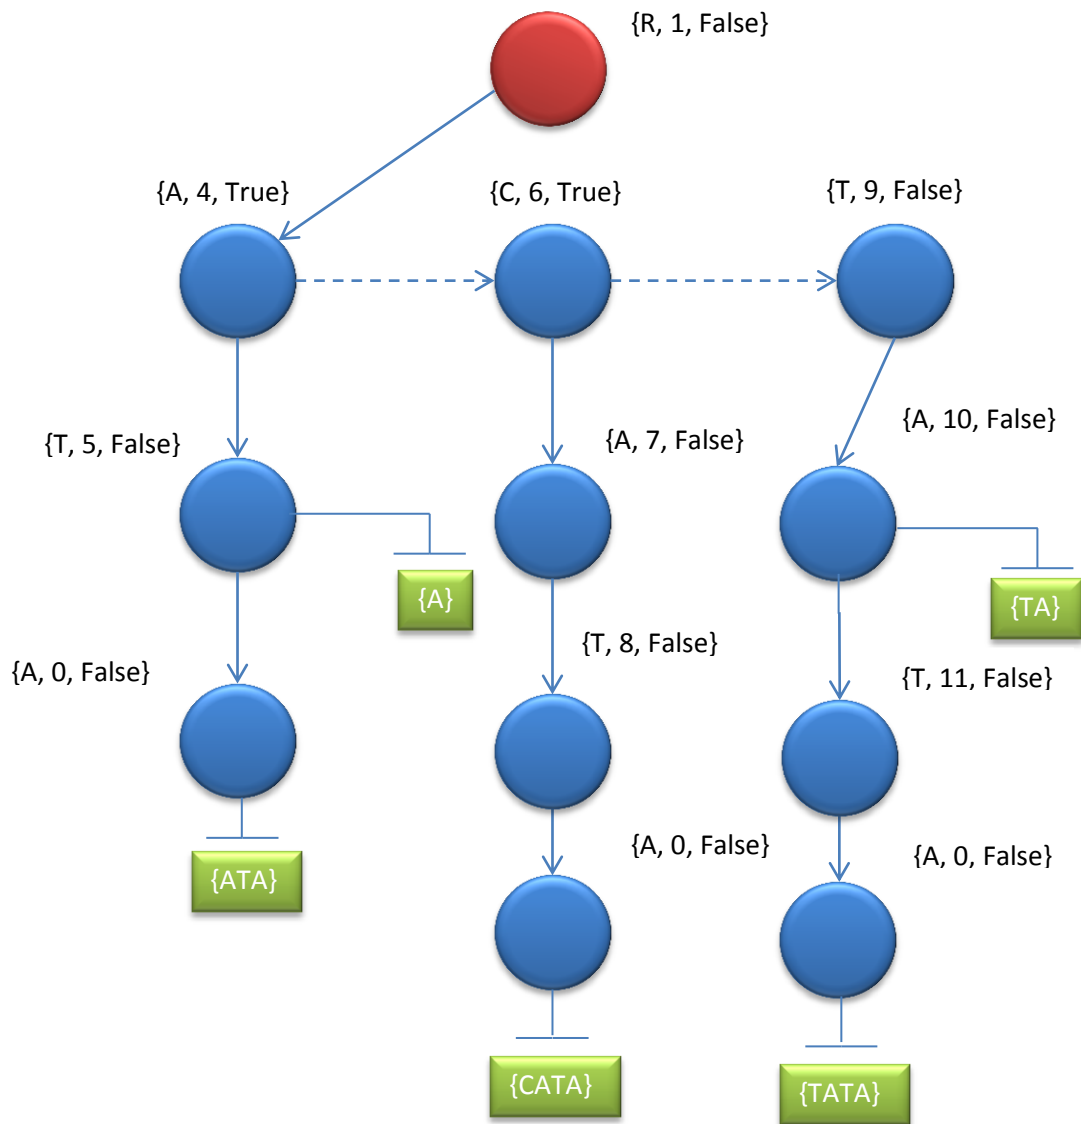 {R, 1, False}
{A, 4, True}
{C, 6, True}
{T, 9, False}
{T, 5, False}
{A, 7, False}
{A, 10, False}
{A}
{TA}
{A, 0, False}
{T, 8, False}
{T, 11, False}
{ATA}
{A, 0, False}
{A, 0, False}
{CATA}
{TATA}